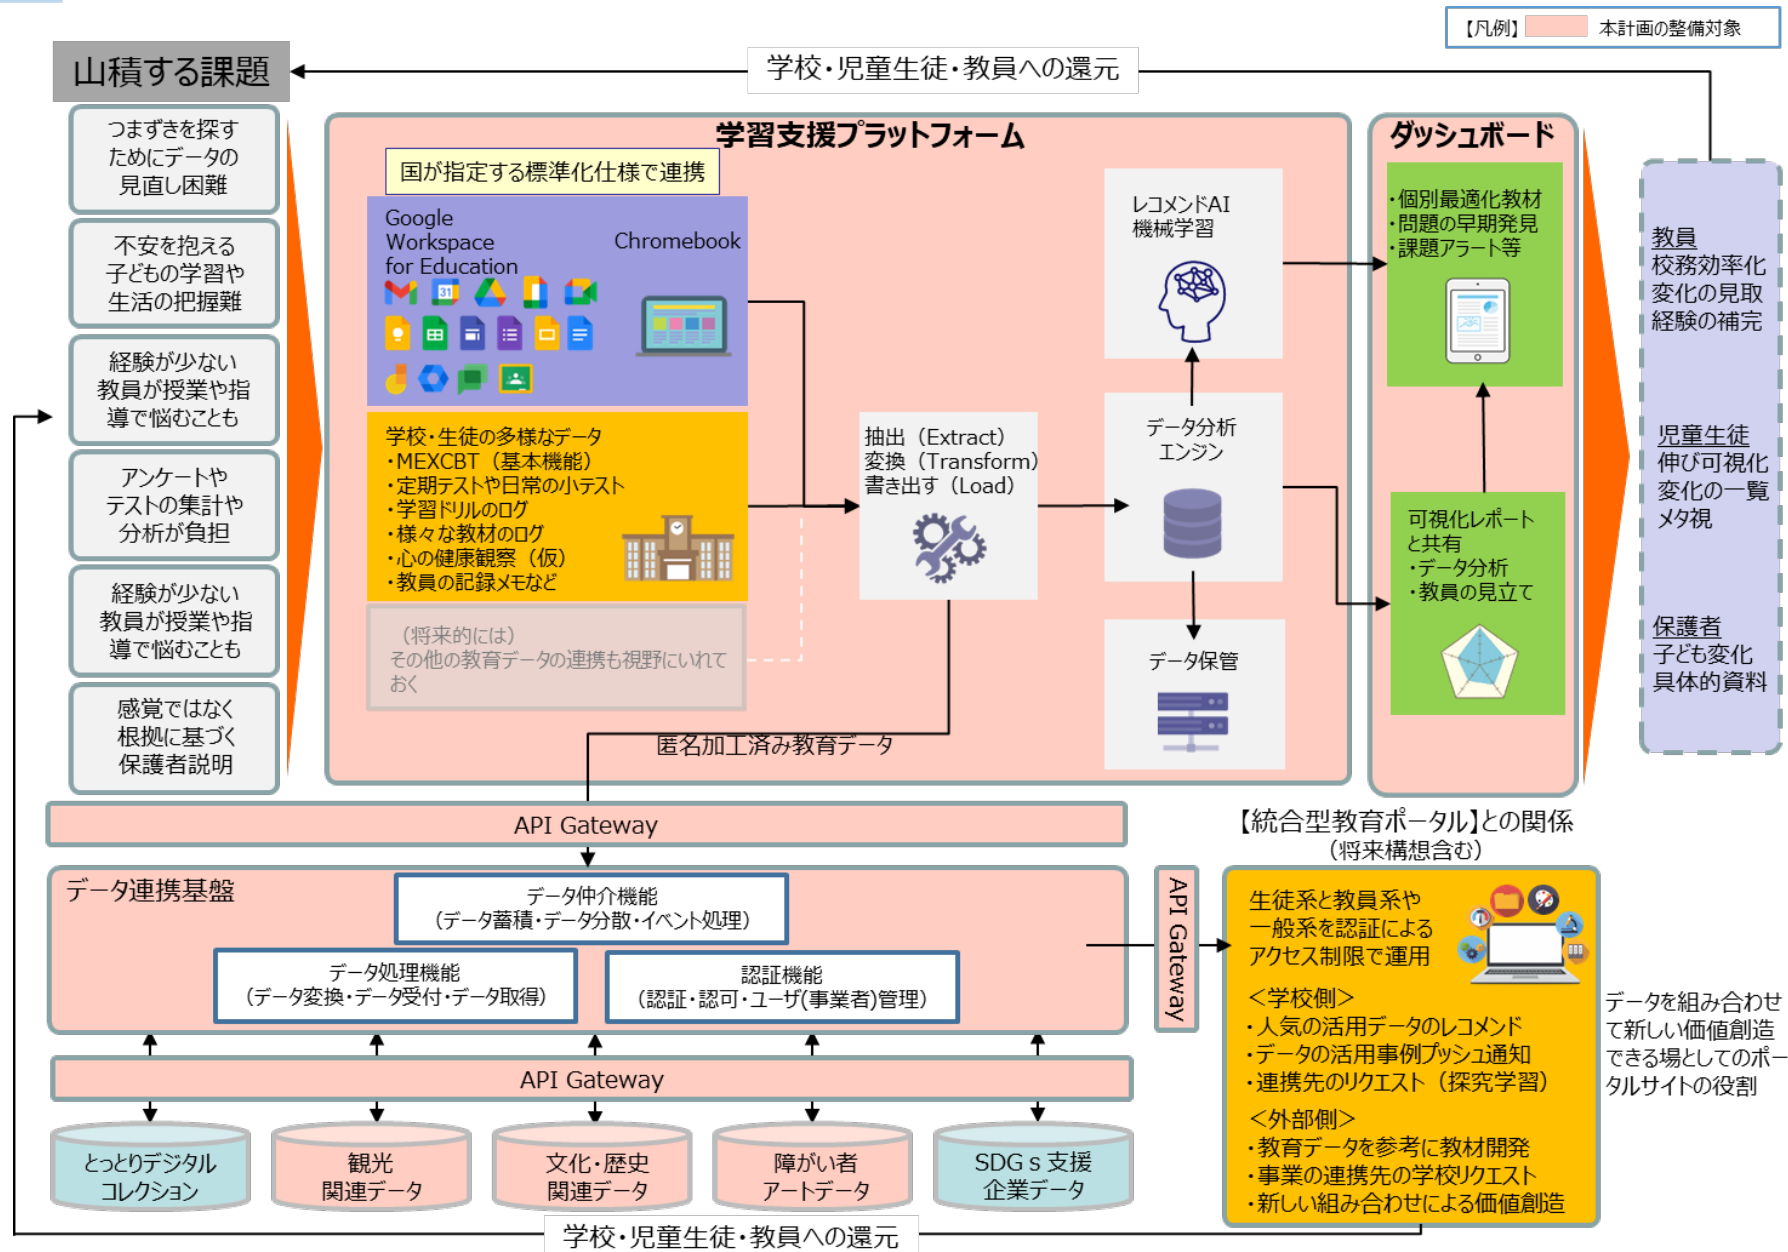 【凡例】 本計画の整備対象
山積する課題
学校・児童生徒・教員への還元
つまずきを探す
ためにデータの
見直し困難
不安を抱える
子どもの学習や
生活の把握難
経験が少ない
教員が授業や指
導で悩むことも
アンケートや
テストの集計や
分析が負担
経験が少ない
教員が授業や指
導で悩むことも
感覚ではなく
根拠に基づく
保護者説明
学習支援プラットフォーム
国が指定する標準化仕様で連携
Google
Workspace
for Education
Chromebook
31
学校・生徒の多様なデータ
・MEXCBT（基本機能）
・定期テストや日常の小テスト
・学習ドリルのログ
・様々な教材のログ
・心の健康観察（仮）
・教員の記録メモなど
（将来的には）
その他の教育データの連携も視野にいれて
おく
抽出（Extract）
変換（Transform）
書き出す（Load）
レコメンドAI
機械学習
データ分析
エンジン
データ保管
匿名加工済み教育データ
ダッシュボード
・個別最適化教材
・問題の早期発見
・課題アラート等
可視化レポート
と共有
・データ分析
・教員の見立て
教員
校務効率化
変化の見取
経験の補完
児童生徒
伸び可視化
変化の一覧
メタ視
保護者
子ども変化
具体的資料
API Gateway
データ連携基盤
データ仲介機能
（データ蓄積・データ分散・イベント処理）
データ処理機能
（データ変換・データ受付・データ取得）
認証機能
（認証・認可・ユーザ(事業者)管理）
API Gateway
API Gateway
とっとりデジタル
コレクション
観光
関連データ
文化・歴史
関連データ
障がい者
アートデータ
SDGｓ支援
企業データ
【統合型教育ポータル】との関係
（将来構想含む）
生徒系と教員系や
一般系を認証による
アクセス制限で運用
＜学校側＞
・人気の活用データのレコメンド
・データの活用事例プッシュ通知
・連携先のリクエスト（探究学習）
＜外部側＞
・教育データを参考に教材開発
・事業の連携先の学校リクエスト
・新しい組み合わせによる価値創造
データを組み合わせ
て新しい価値創造
できる場としてのポー
タルサイトの役割
学校・児童生徒・教員への還元